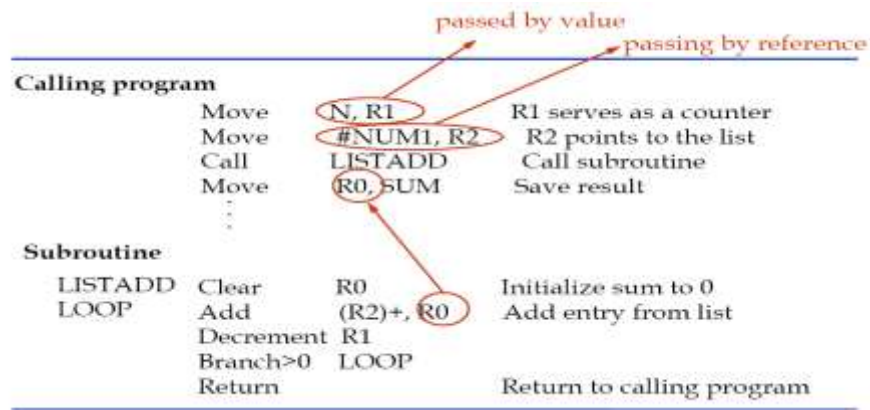 passed by value
passing by reference
Calling program
Move N, R1 R1 serves as a counter
Move #NUM1, R2 R2 points to the list
Call LISTADD Call subroutine
Move R0, SUM Save result
.
.
.
Subroutine
LISTADD Clear R0 Initialize sum to 0
LOOP Add (R2)+, R0 Add entry from list
Decrement R1
Branch>0 LOOP
Return Return to calling program